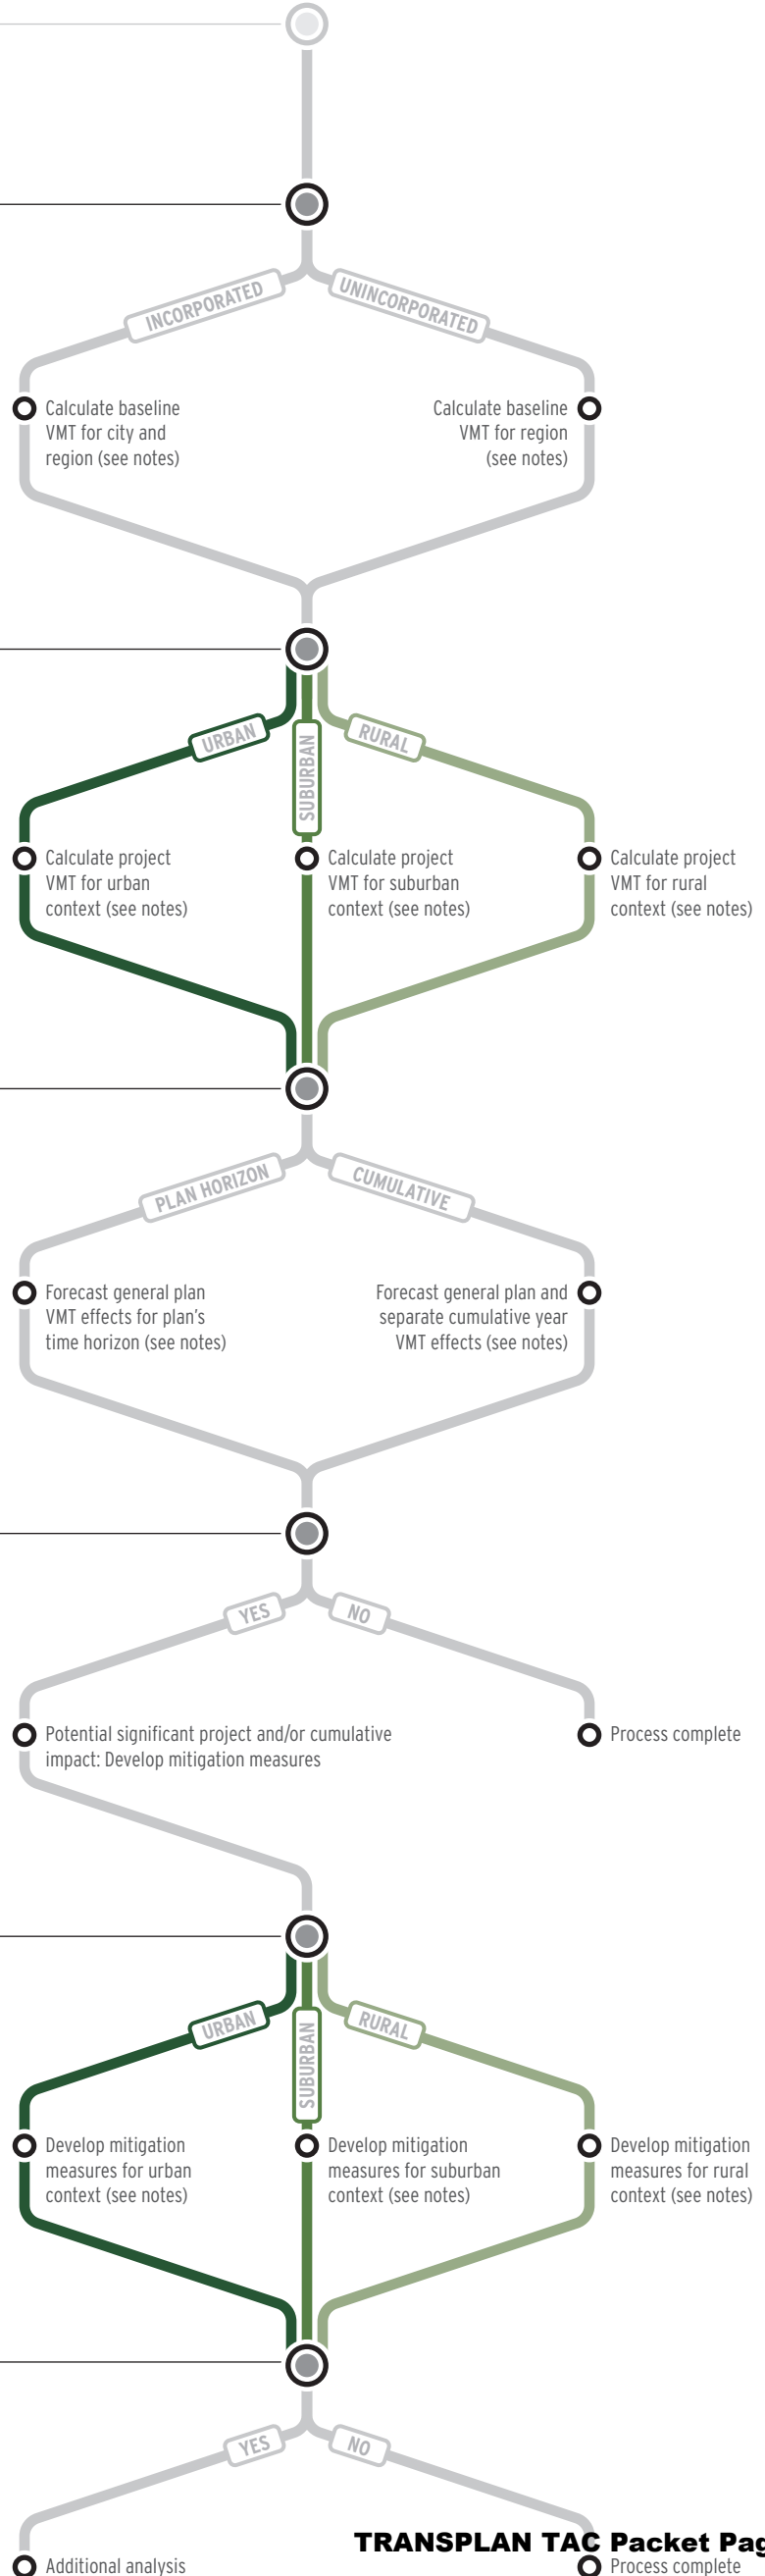 INCORPORATED
UNINCORPORATED
Calculate baseline
VMT for city and
region (see notes)
Calculate baseline
VMT for region
(see notes)
URBAN
SUBURBAN
RURAL
Calculate project
VMT for urban
context (see notes)
Calculate project
VMT for suburban
context (see notes)
Calculate project
VMT for rural
context (see notes)
PLAN HORIZON
CUMULATIVE
Forecast general plan
VMT effects for plan's
time horizon (see notes)
Forecast general plan and
separate cumulative year
VMT effects (see notes)
YES
NO
Potential significant project and/or cumulative
impact: Develop mitigation measures
Process complete
URBAN
SUBURBAN
RURAL
Develop mitigation
measures for urban
context (see notes)
Develop mitigation
measures for suburban
context (see notes)
Develop mitigation
measures for rural
context (see notes)
YES
NO
TRANSPLAN TAC Packet Pag
Additional analysis
Process complete